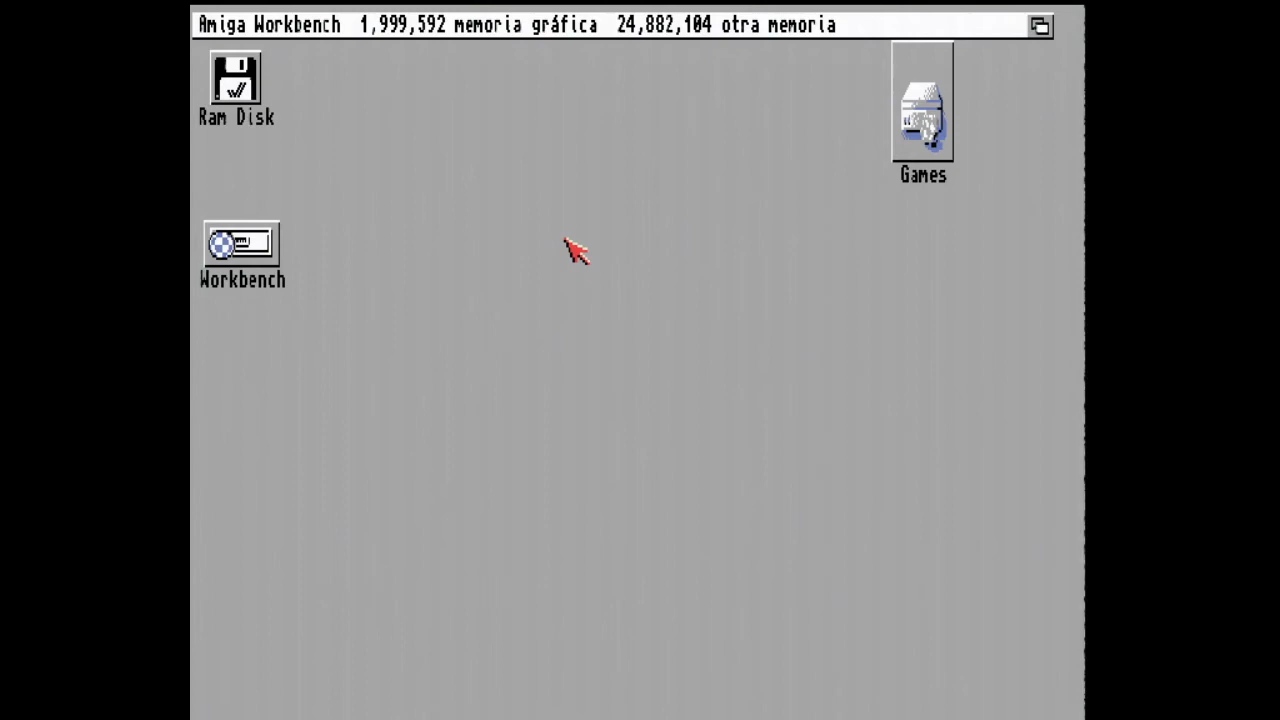 Amiga Workbench 1,999,592 memoria gráfica 24,882,104 otra memoria
Ram Disk
Games
Workbench